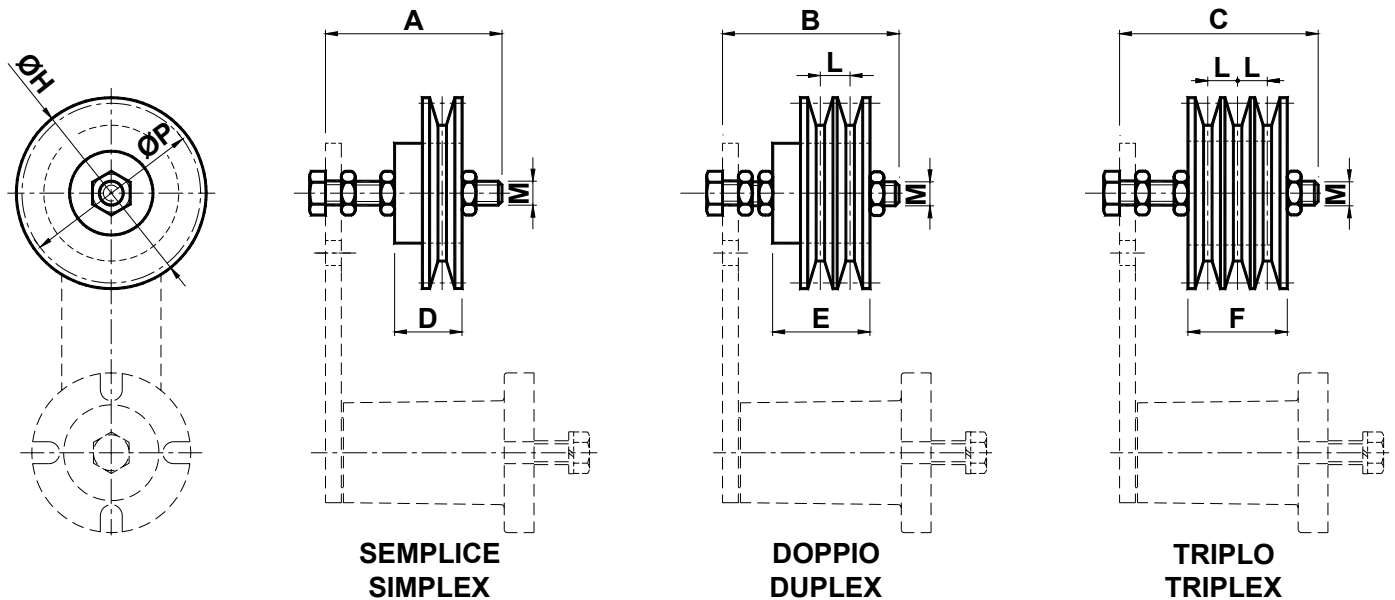 ØH
ØP
A
M
D
SEMPLICE
SIMPLEX
B
L
M
E
DOPPIO
DUPLEX
C
L L
M
F
TRIPLO
TRIPLEX